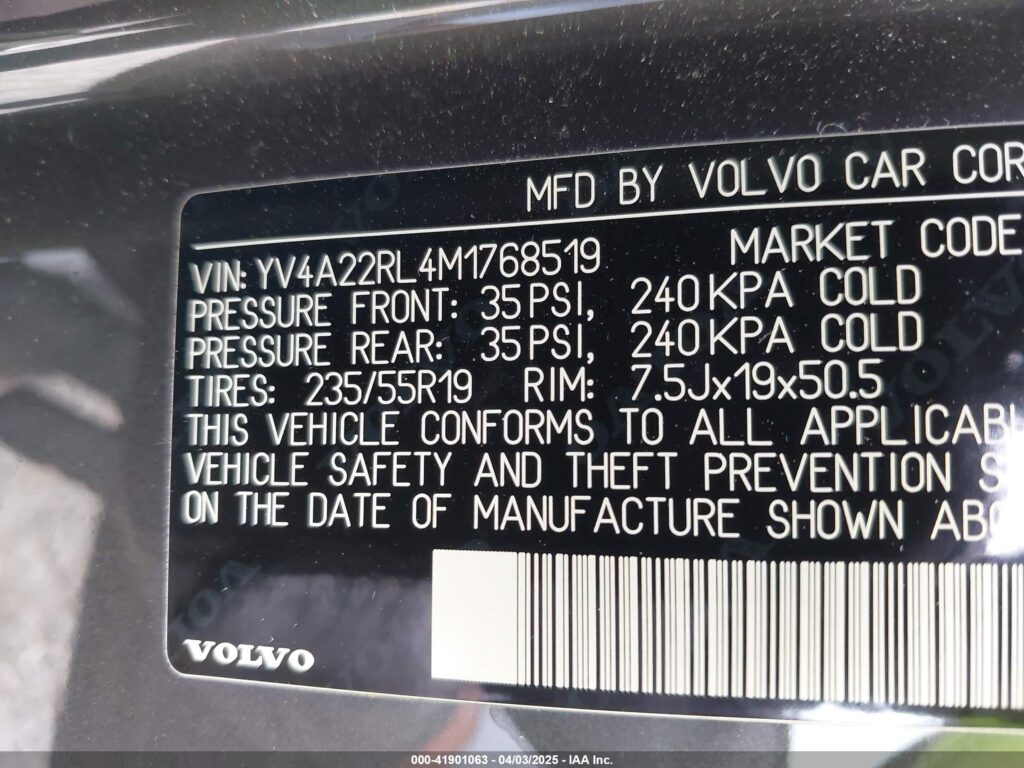 MFD BY VOLVO CAR COR
VIN: YV4A22RL4M1768519 MARKET CODE
PRESSURE FRONT: 35PSI, 240KPA COLD
PRESSURE REAR: 35PSI, 240KPA COLD
TIRES: 235/55R19 RIM: 7.5Jx19x50.5
THIS VEHICLE CONFORMS TO ALL APPLICABL
VEHICLE SAFETY AND THEFT PREVENTION S
ON THE DATE OF MANUFACTURE SHOWN ABO
VOLVO
000-41901063 - 04/03/2025 - IAA Inc.